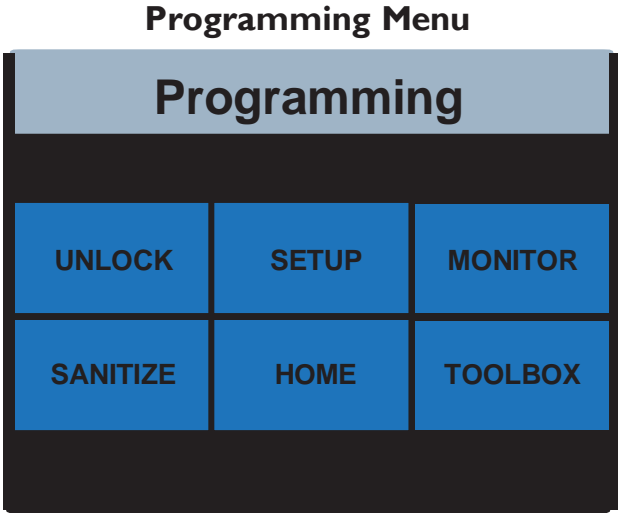 Programming Menu
Programming
UNLOCK SETUP MONITOR
SANITIZE HOME TOOLBOX